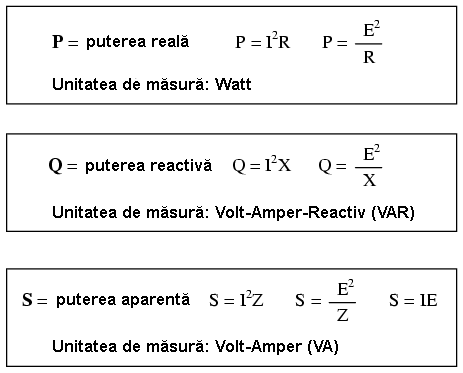 P = puterea reală P = I²R P = E²/R
Unitatea de măsură: Watt
Q = puterea reactivă Q = I²X Q = E²/X
Unitatea de măsură: Volt-Amper-Reactiv (VAR)
S = puterea aparentă S = I²Z S = E²/Z S = IE
Unitatea de măsură: Volt-Amper (VA)